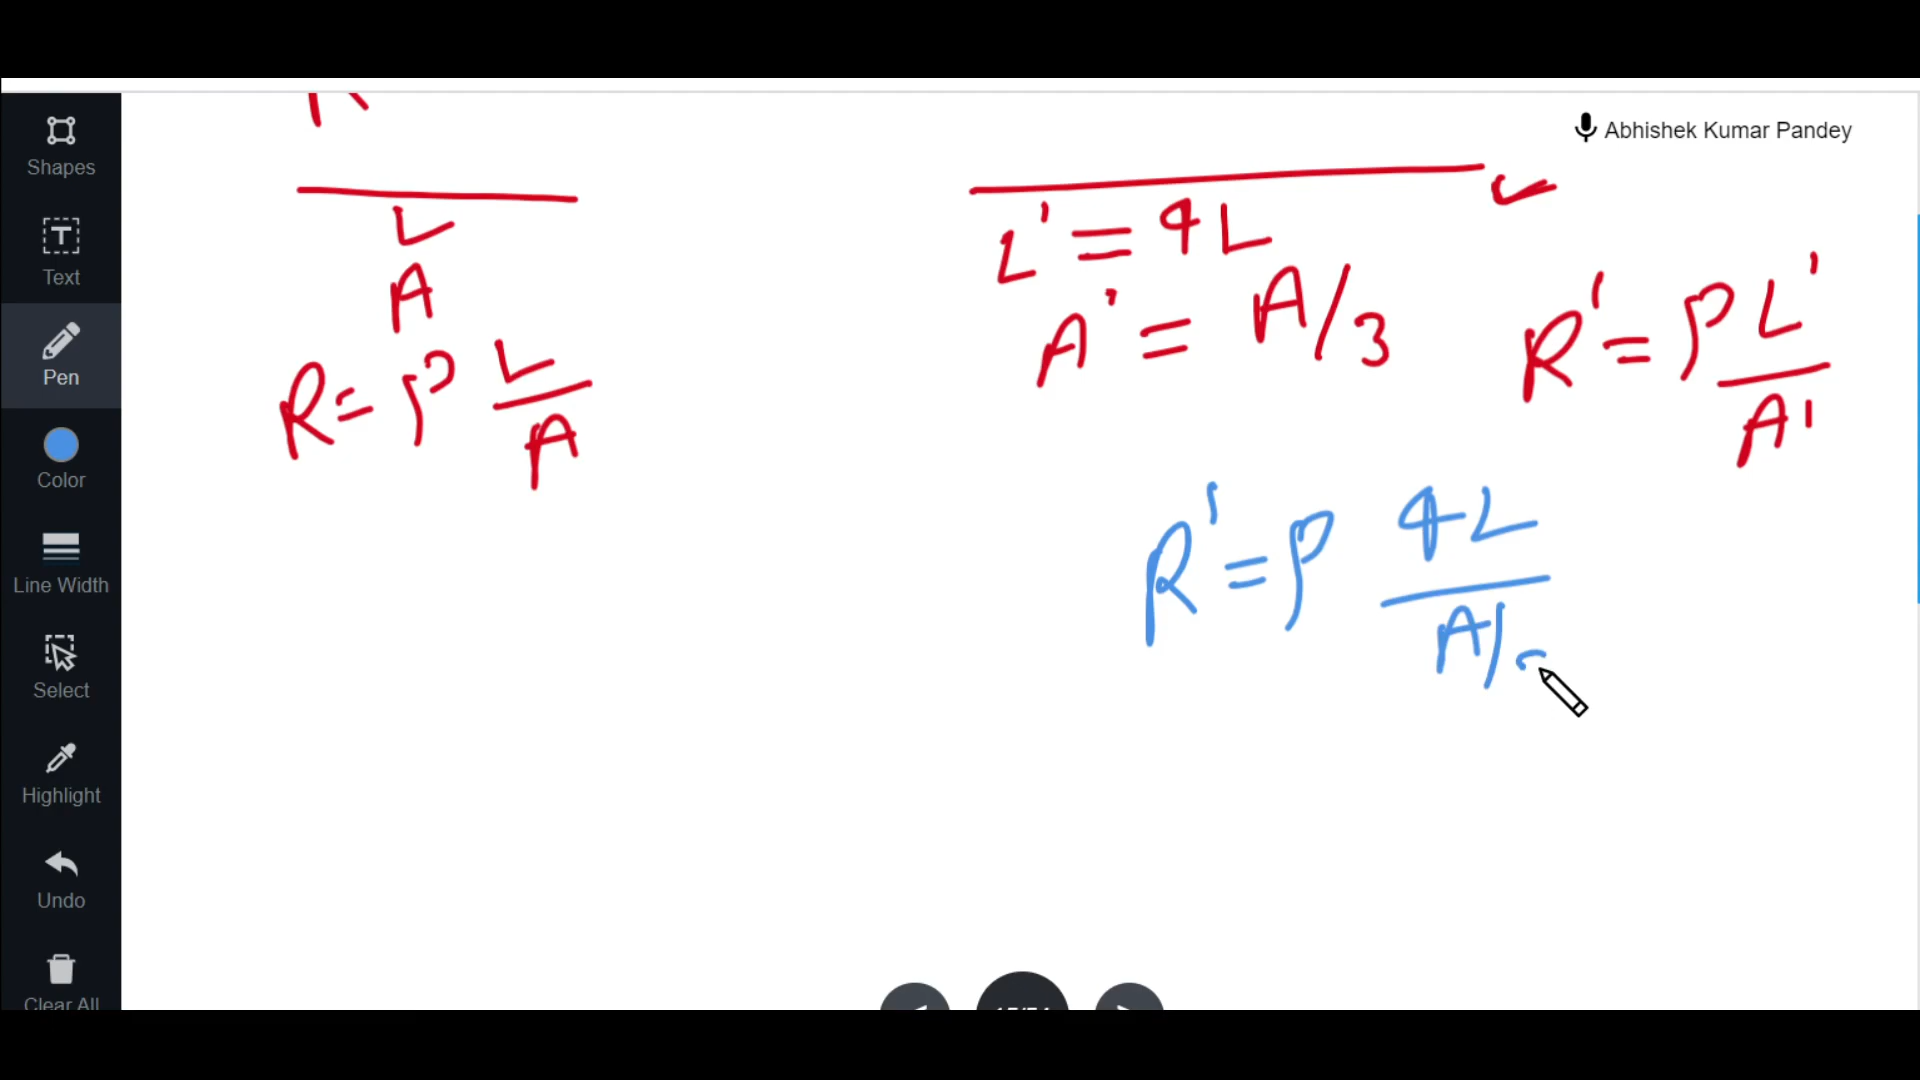 Abhishek Kumar Pandey
Shapes
Text
Pen
Color
Line Width
Select
Highlight
Undo
Clear All
R
L
A
R = ρ L/A
L' = 4L
A' = A/3
R' = ρ L'/A'
R' = ρ 4L/A/